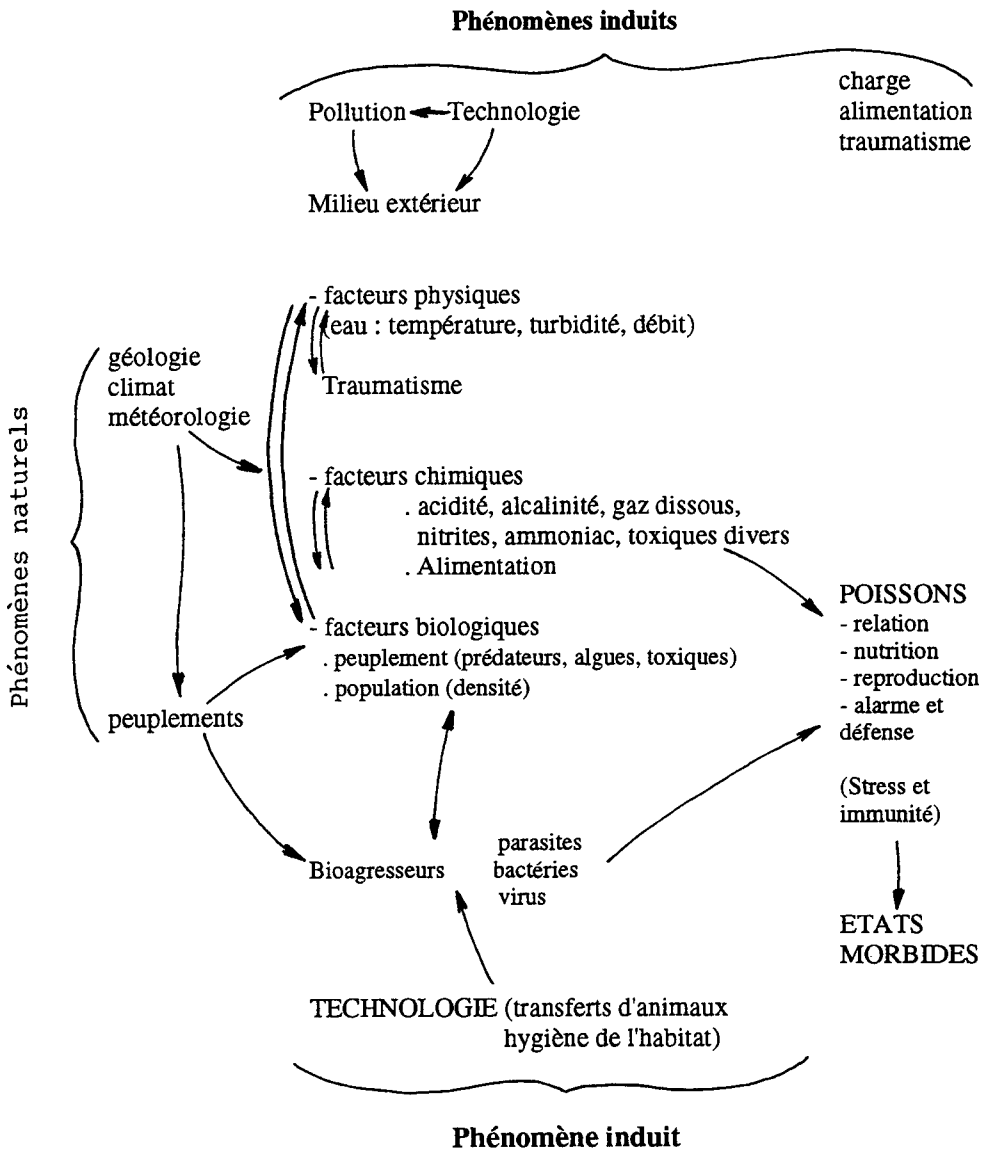 Phénomènes induits
charge
alimentation
traumatisme
Pollution Technologie
Milieu extérieur
Phénomènes naturels
géologie
climat
météorologie
peuplements
- facteurs physiques
(eau : température, turbidité, débit)
Traumatisme
- facteurs chimiques
. acidité, alcalinité, gaz dissous,
nitrites, ammoniac, toxiques divers
. Alimentation
- facteurs biologiques
. peuplement (prédateurs, algues, toxiques)
. population (densité)
POISSONS
- relation
- nutrition
- reproduction
- alarme et
défense
(Stress et
immunité)
ETATS
MORBIDES
Bioagresseurs
parasites
bactéries
virus
TECHNOLOGIE (transferts d'animaux
hygiène de l'habitat)
Phénomène induit